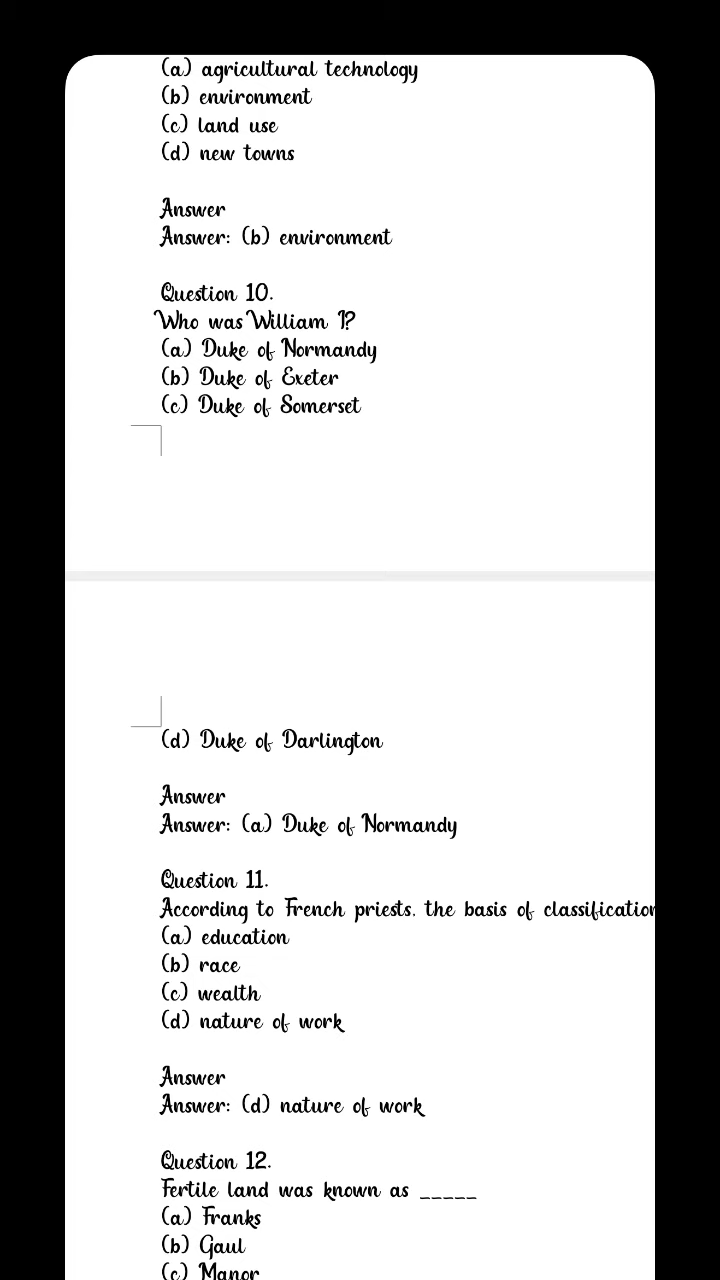 (a) agricultural technology
(b) environment
(c) land use
(d) new towns
Answer
Answer: (b) environment
Question 10.
Who was William 1?
(a) Duke of Normandy
(b) Duke of Exeter
(c) Duke of Somerset
(d) Duke of Darlington
Answer
Answer: (a) Duke of Normandy
Question 11.
According to French priests, the basis of classification
(a) education
(b) race
(c) wealth
(d) nature of work
Answer
Answer: (d) nature of work
Question 12.
Fertile land was known as _____
(a) Franks
(b) Gaul
(c) Manor